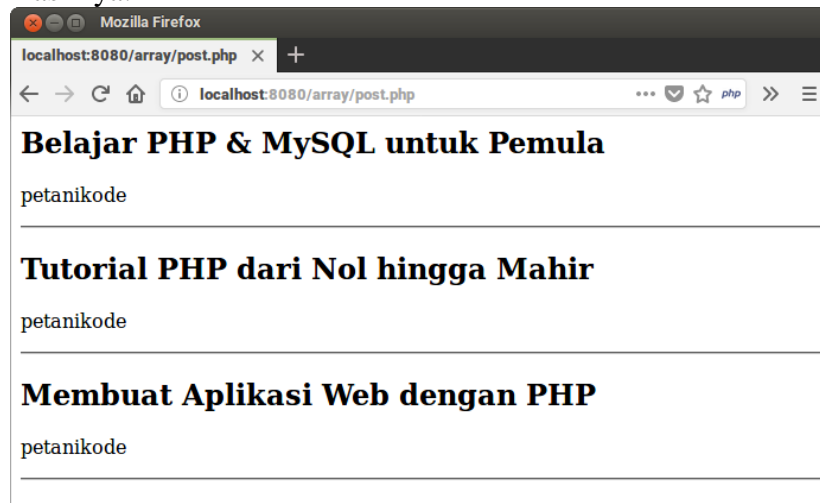 Mozilla Firefox
localhost:8080/array/post.php
localhost:8080/array/post.php
php
Belajar PHP & MySQL untuk Pemula
petanikode
Tutorial PHP dari Nol hingga Mahir
petanikode
Membuat Aplikasi Web dengan PHP
petanikode